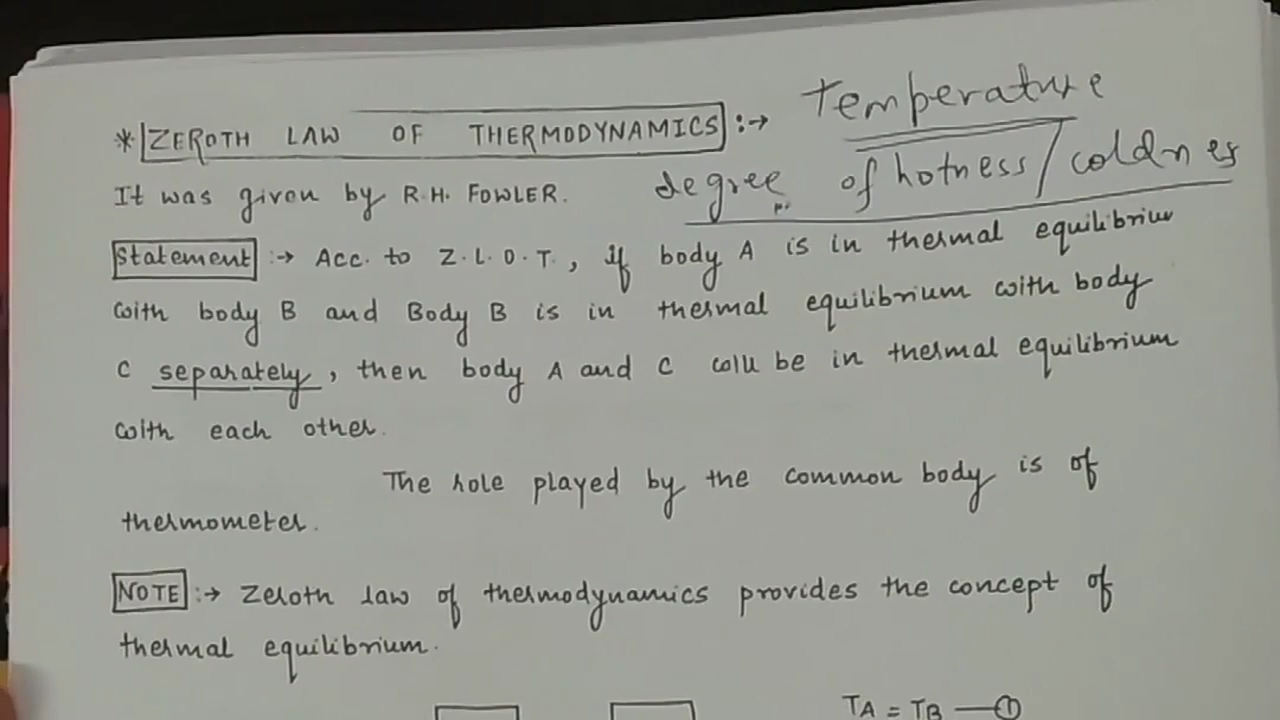 * ZEROTH LAW OF THERMODYNAMICS :→ Temperature
It was given by R.H. FOWLER. degree of hotness / coldnes
Statement :→ Acc. to Z.L.O.T., if body A is in thermal equilibrium
with body B and Body B is in thermal equilibrium with body
C separately, then body A and C will be in thermal equilibrium
with each other.
The role played by the common body is of
thermometer.
NOTE :→ Zeroth law of thermodynamics provides the concept of
thermal equilibrium.
TA = TB — ①